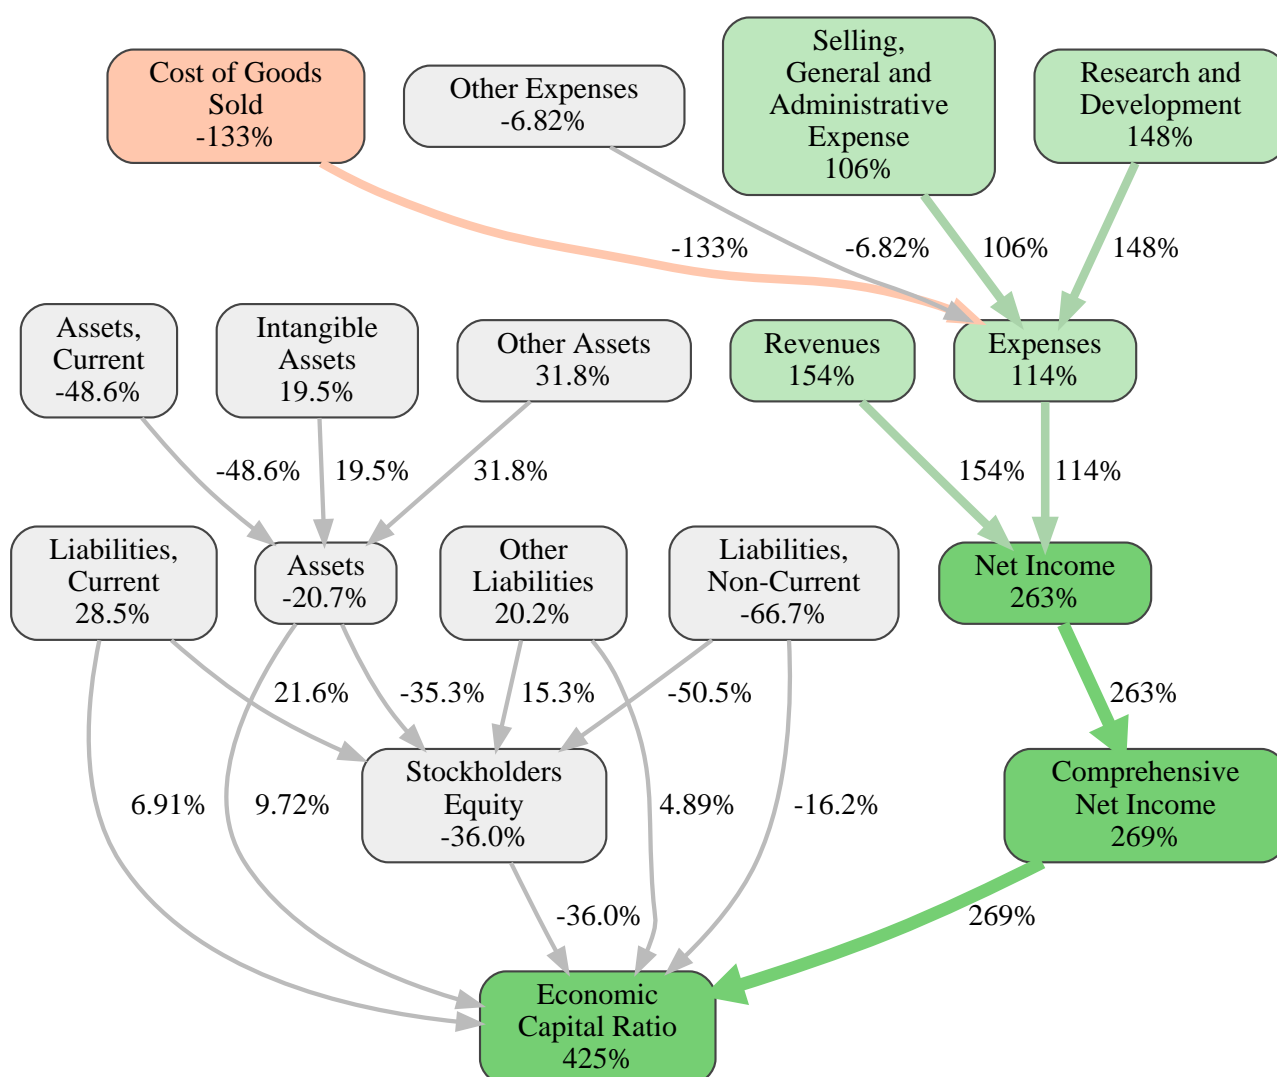 Cost of Goods
Sold
-133%
Other Expenses
-6.82%
Selling,
General and
Administrative
Expense
106%
Research and
Development
148%
-133%
-6.82%
106%
148%
Assets,
Current
-48.6%
Intangible
Assets
19.5%
Other Assets
31.8%
Revenues
154%
Expenses
114%
-48.6%
19.5%
31.8%
154%
114%
Liabilities,
Current
28.5%
Assets
-20.7%
Other
Liabilities
20.2%
Liabilities,
Non-Current
-66.7%
Net Income
263%
21.6%
-35.3%
15.3%
-50.5%
263%
6.91%
9.72%
Stockholders
Equity
-36.0%
4.89%
-16.2%
Comprehensive
Net Income
269%
-36.0%
269%
Economic
Capital Ratio
425%